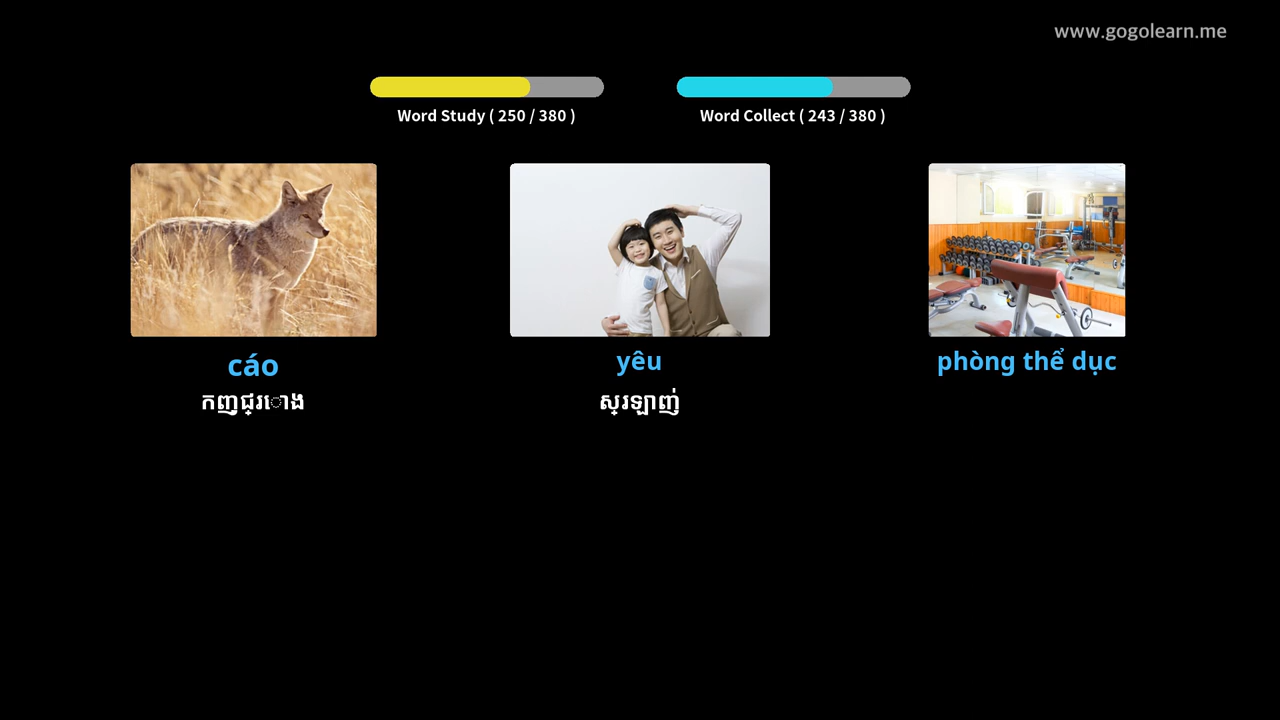 www.gogolearn.me
Word Study ( 250 / 380 )
Word Collect ( 243 / 380 )
cáo
yêu
phòng thể dục
កញ្ជ្រោង
ស្រឡាញ់